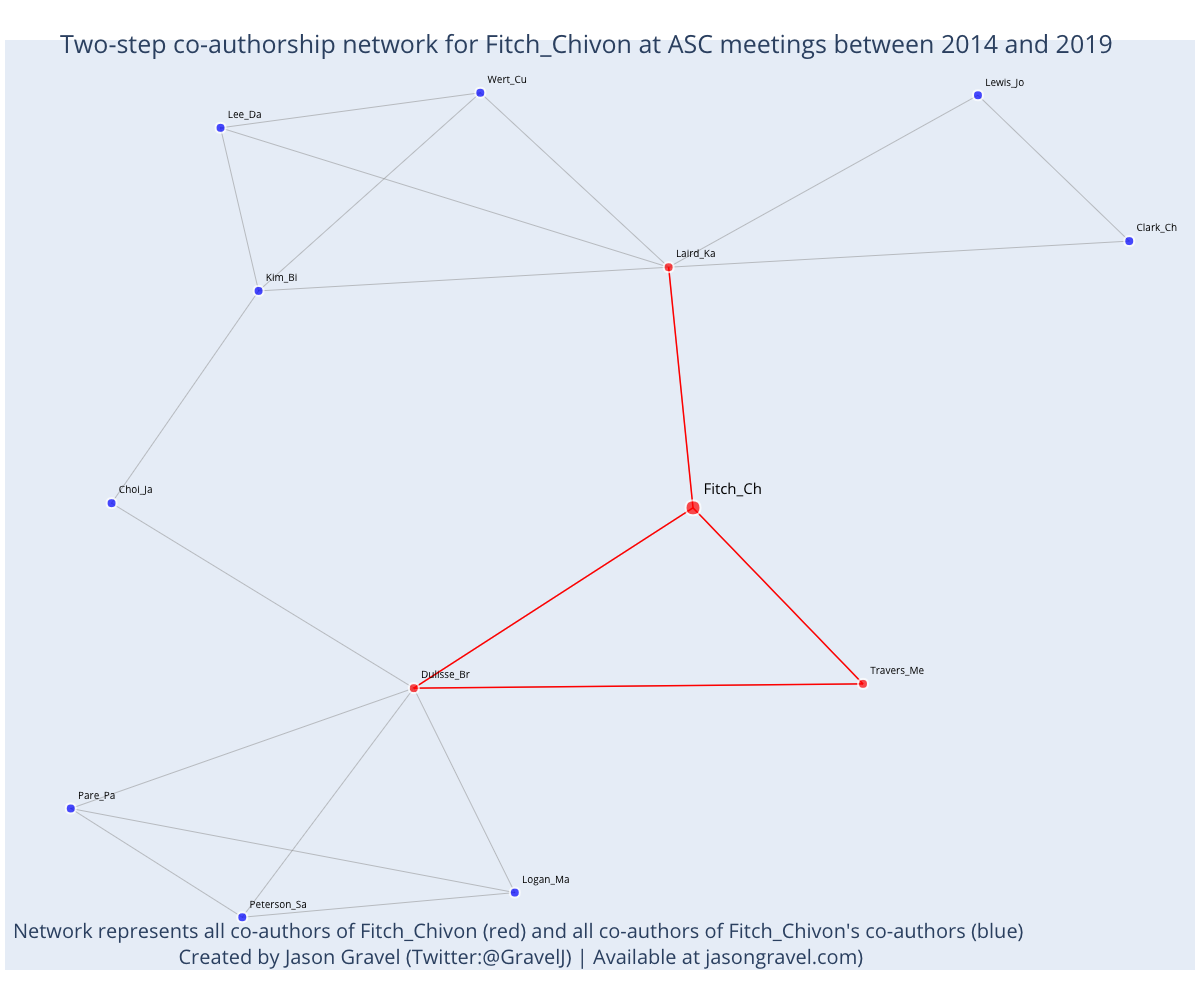 Two-step co-authorship network for Fitch_Chivon at ASC meetings between 2014 and 2019
Wert_Cu
Lewis_Jo
Lee_Da
Clark_Ch
Laird_Ka
Kim_Bi
Fitch_Ch
Choi_Ja
Travers_Me
Dulisse_Br
Pare_Pa
Logan_Ma
Peterson_Sa
Network represents all co-authors of Fitch_Chivon (red) and all co-authors of Fitch_Chivon's co-authors (blue)
Created by Jason Gravel (Twitter:@GravelJ) | Available at jasongravel.com)